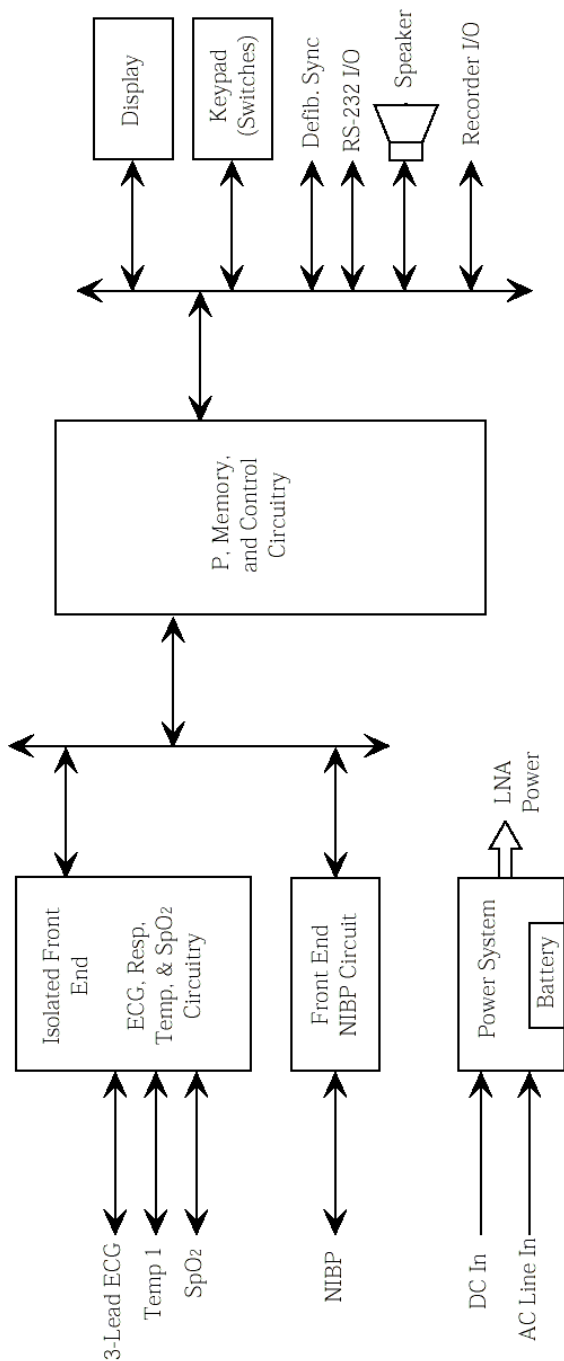 3-Lead ECG
Temp 1
SpO2
NIBP
DC In
AC Line In
Isolated Front
End
ECG, Resp,
Temp, & SpO2
Circuitry
Front End
NIBP Circuit
Power System
Battery
LNA
Power
P, Memory,
and Control
Circuitry
Display
Keypad
(Switches)
Defib. Sync
RS-232 I/O
Speaker
Recorder I/O